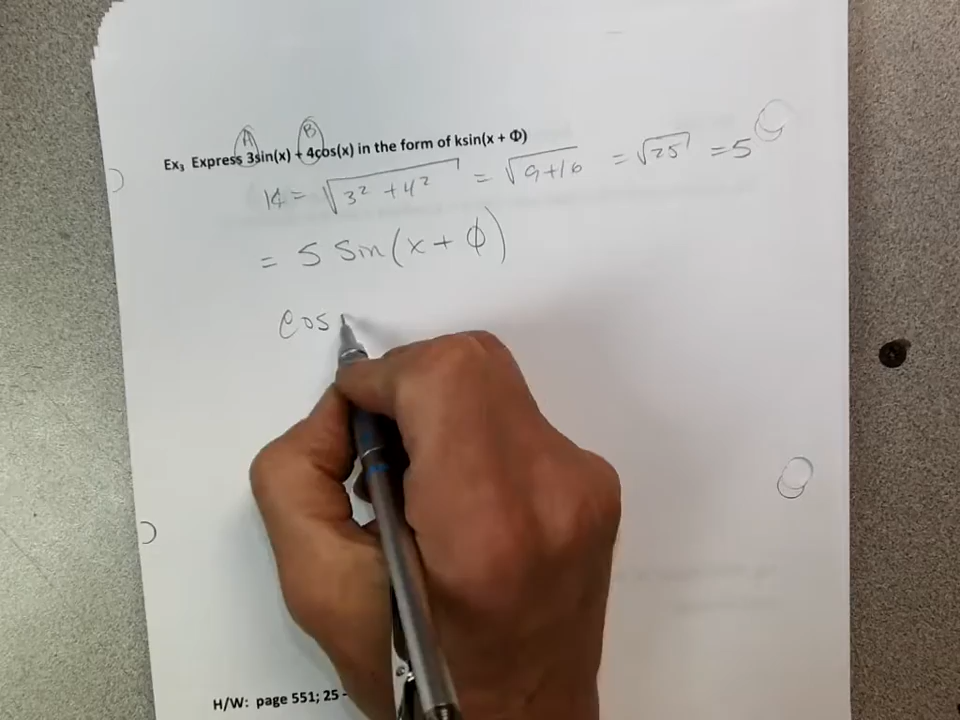 A B
Ex3 Express 3sin(x) + 4cos(x) in the form of ksin(x + Φ)
K = √3² + 4² = √9+16 = √25 = 5
= 5 Sin(x + ϕ)
Cos
H/W: page 551; 25 -